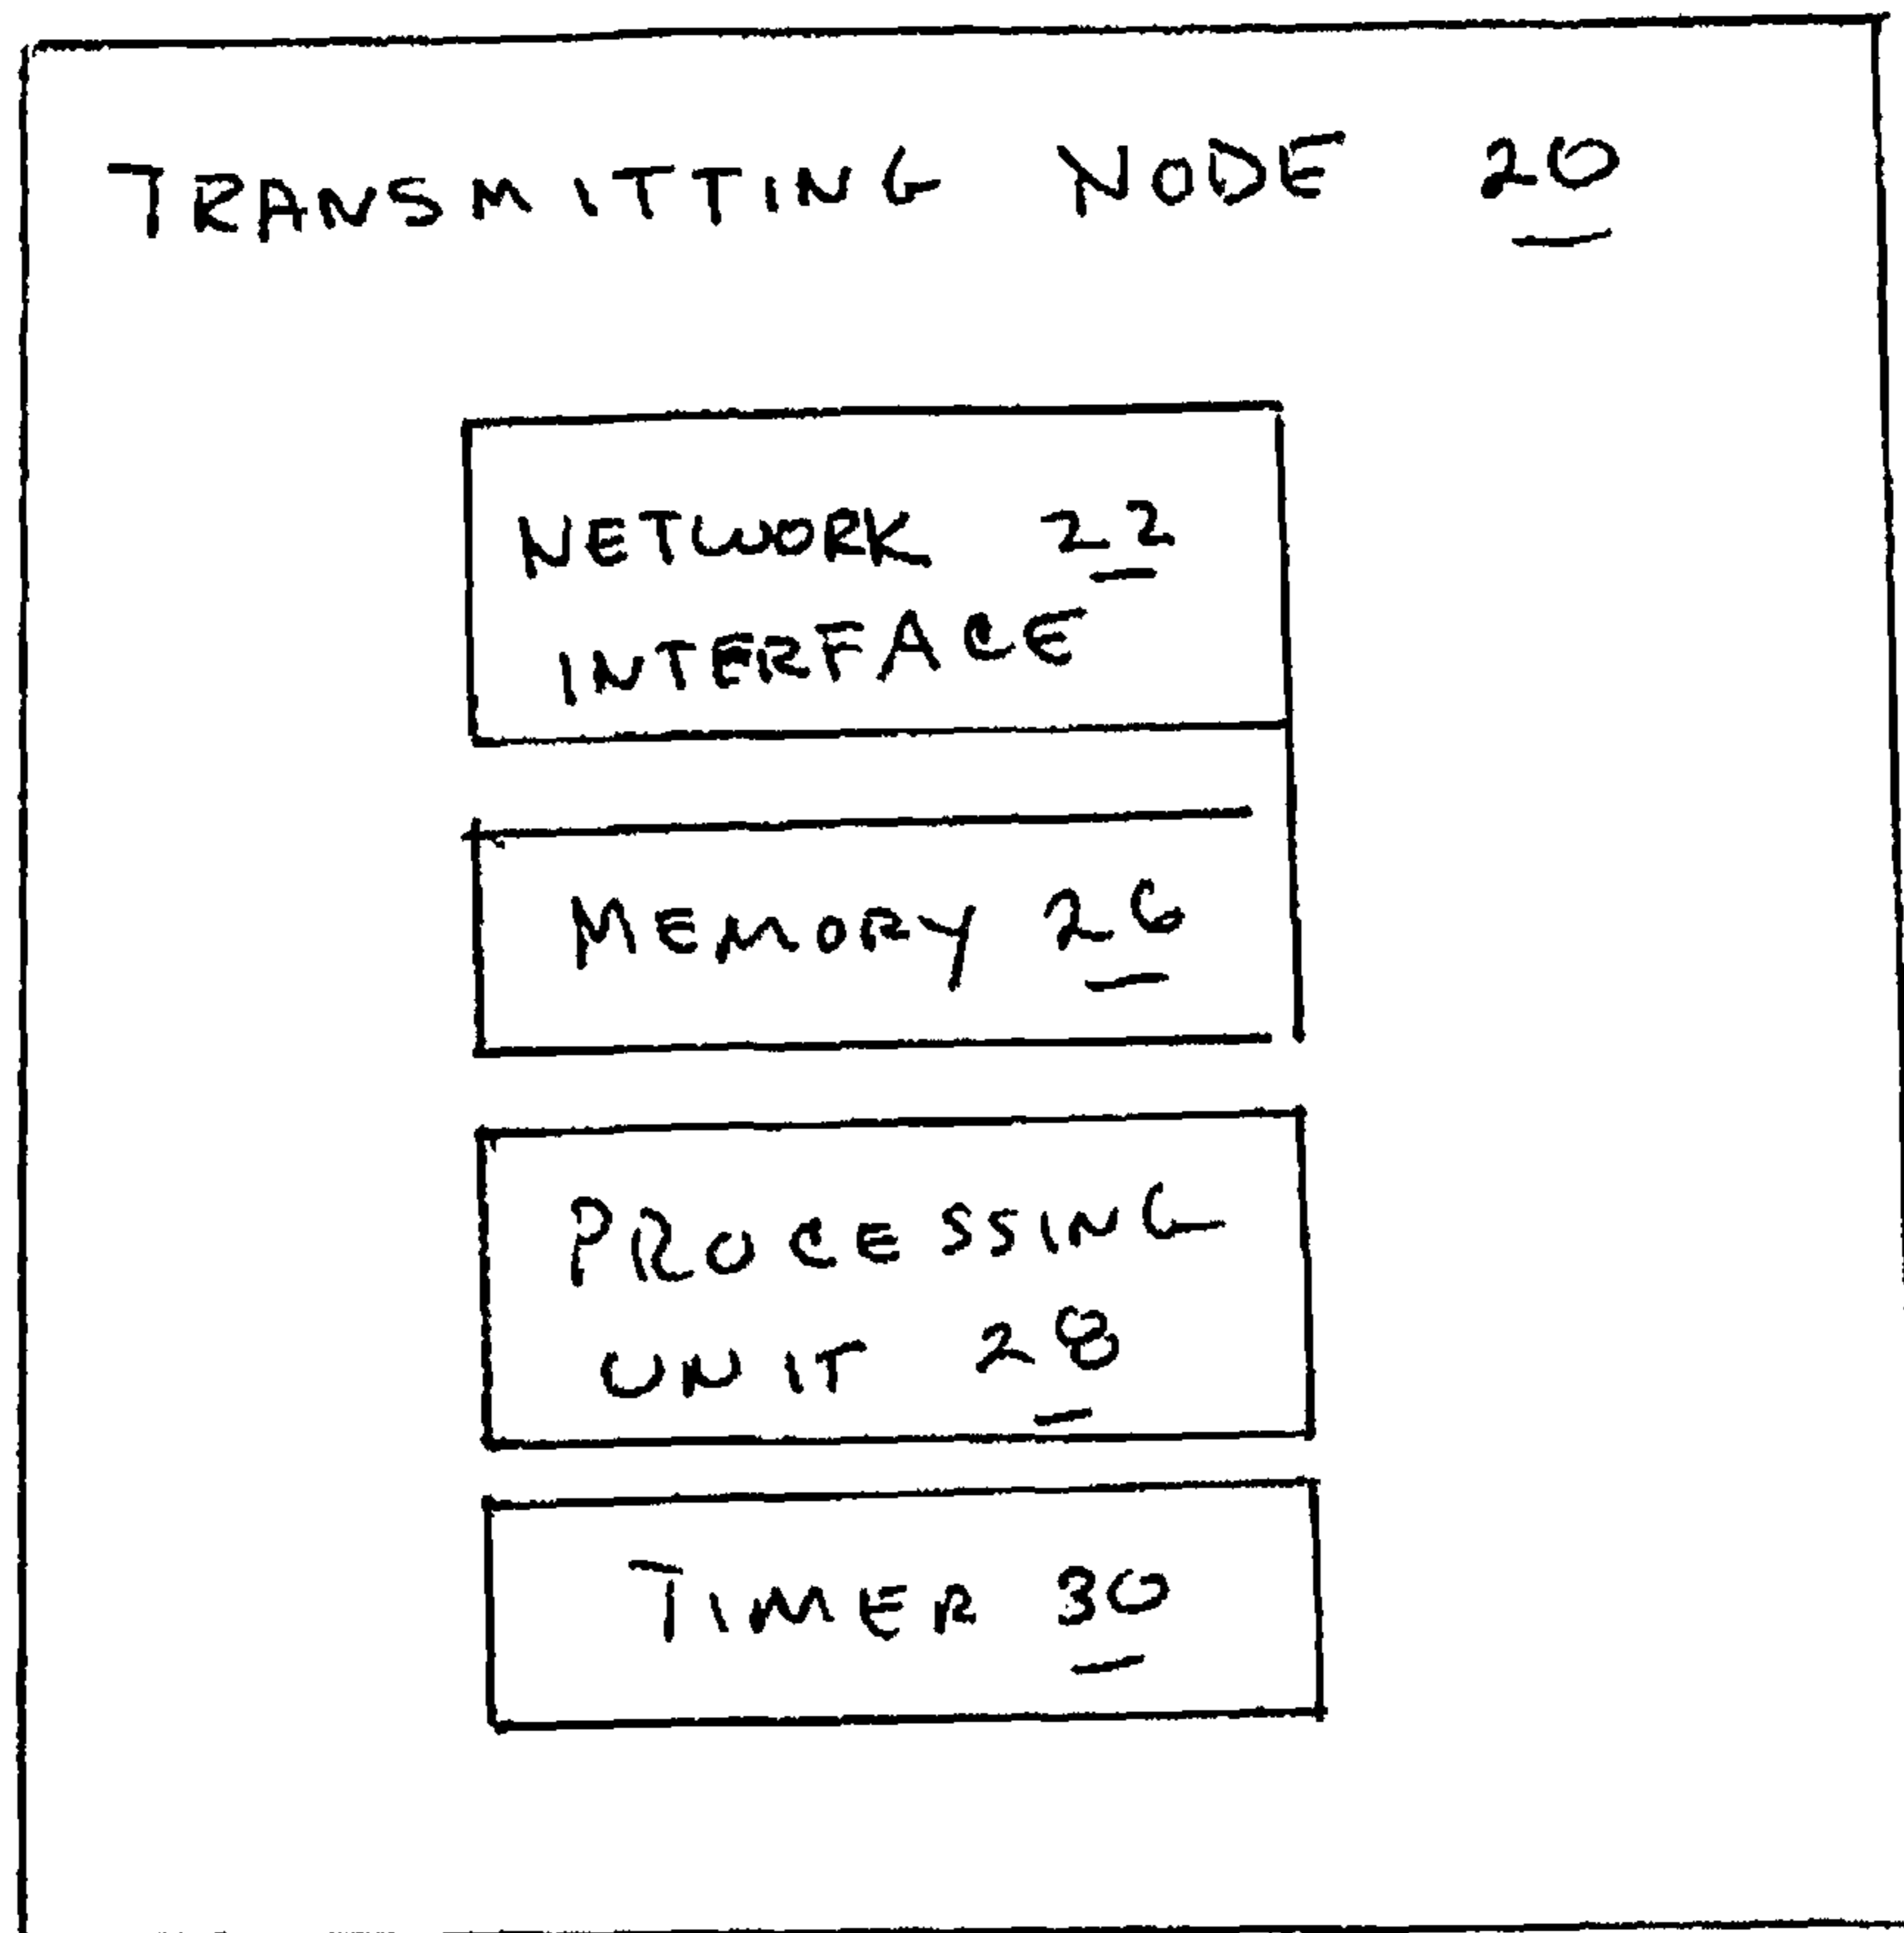 TRANSMITTING NODE 20
NETWORK 22
INTERFACE
MEMORY 26
PROCESSING
UNIT 28
TIMER 30